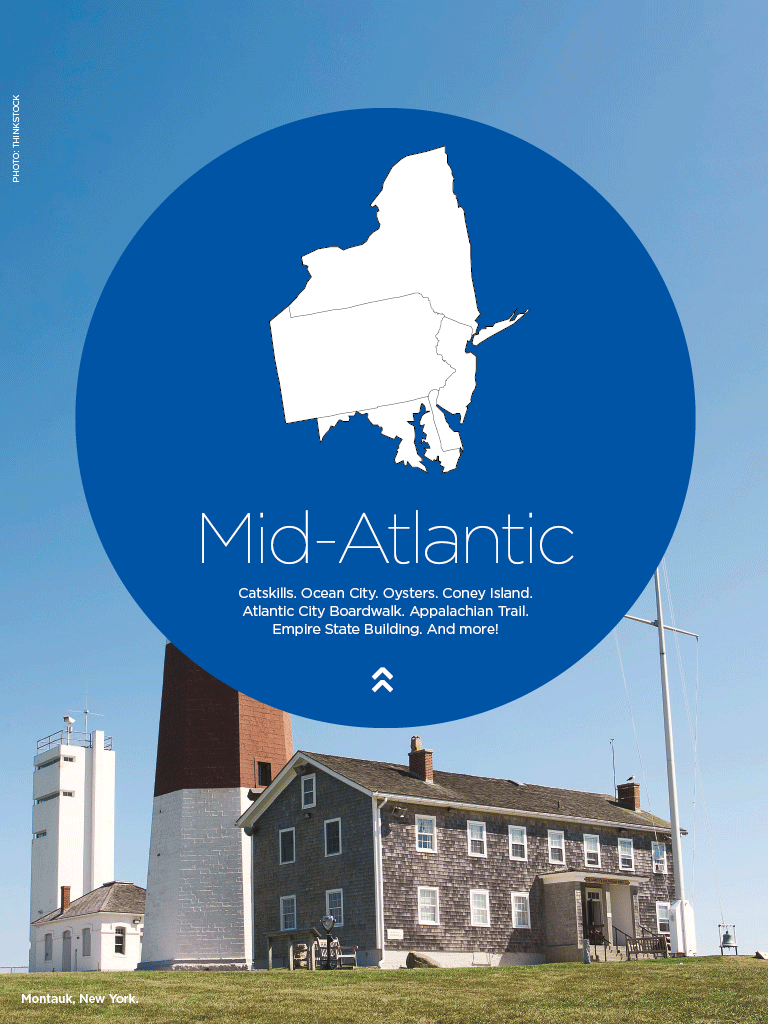 PHOTO: THINKSTOCK
Mid-Atlantic
Catskills. Ocean City. Oysters. Coney Island.
Atlantic City Boardwalk. Appalachian Trail.
Empire State Building. And more!
Montauk, New York.